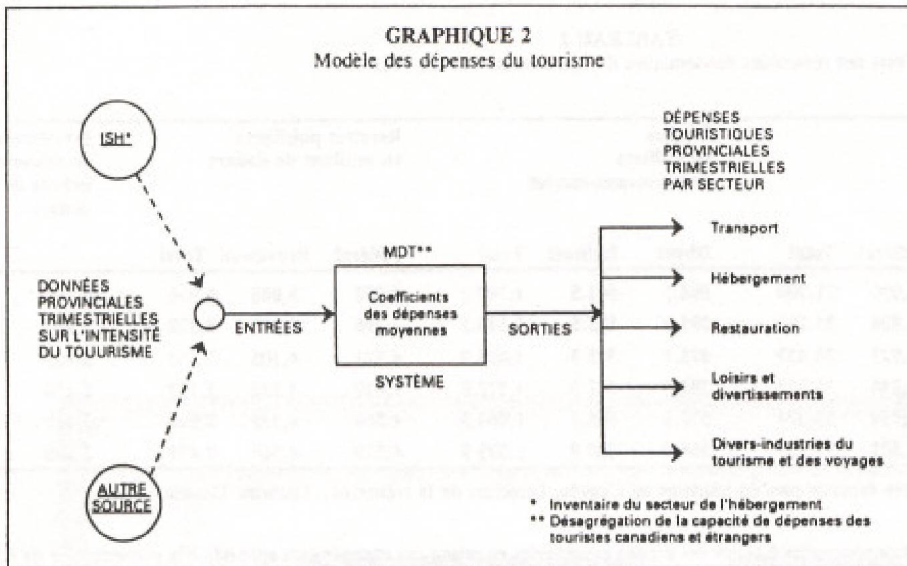 GRAPHIQUE 2
Modèle des dépenses du tourisme
ISH*
DONNÉES
PROVINCIALES
TRIMESTRIELLES
SUR L'INTENSITÉ
DU TOUURISME
AUTRE
SOURCE
ENTRÉES
MDT**
Coefficients
des dépenses
moyennes
SYSTÈME
SORTIES
DÉPENSES
TOURISTIQUES
PROVINCIALES
TRIMESTRIELLES
PAR SECTEUR
Transport
Hébergement
Restauration
Loisirs et
divertissements
Divers-industries du
tourisme et des voyages
* Inventaire du secteur de l'hébergement
** Désagrégation de la capacité de dépenses des
touristes canadiens et étrangers